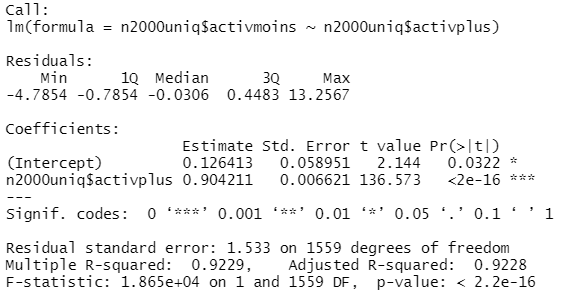 Call:
lm(formula = n2000uniq$activmoins ~ n2000uniq$activplus)
Residuals:
Min 1Q Median 3Q Max
-4.7854 -0.7854 -0.0306 0.4483 13.2567
Coefficients:
Estimate Std. Error t value Pr(>|t|)
(Intercept) 0.126413 0.058951 2.144 0.0322 *
n2000uniq$activplus 0.904211 0.006621 136.573 <2e-16 ***
---
Signif. codes: 0 ‘***’ 0.001 ‘**’ 0.01 ‘*’ 0.05 ‘.’ 0.1 ‘ ’ 1
Residual standard error: 1.533 on 1559 degrees of freedom
Multiple R-squared: 0.9229, Adjusted R-squared: 0.9228
F-statistic: 1.865e+04 on 1 and 1559 DF, p-value: < 2.2e-16